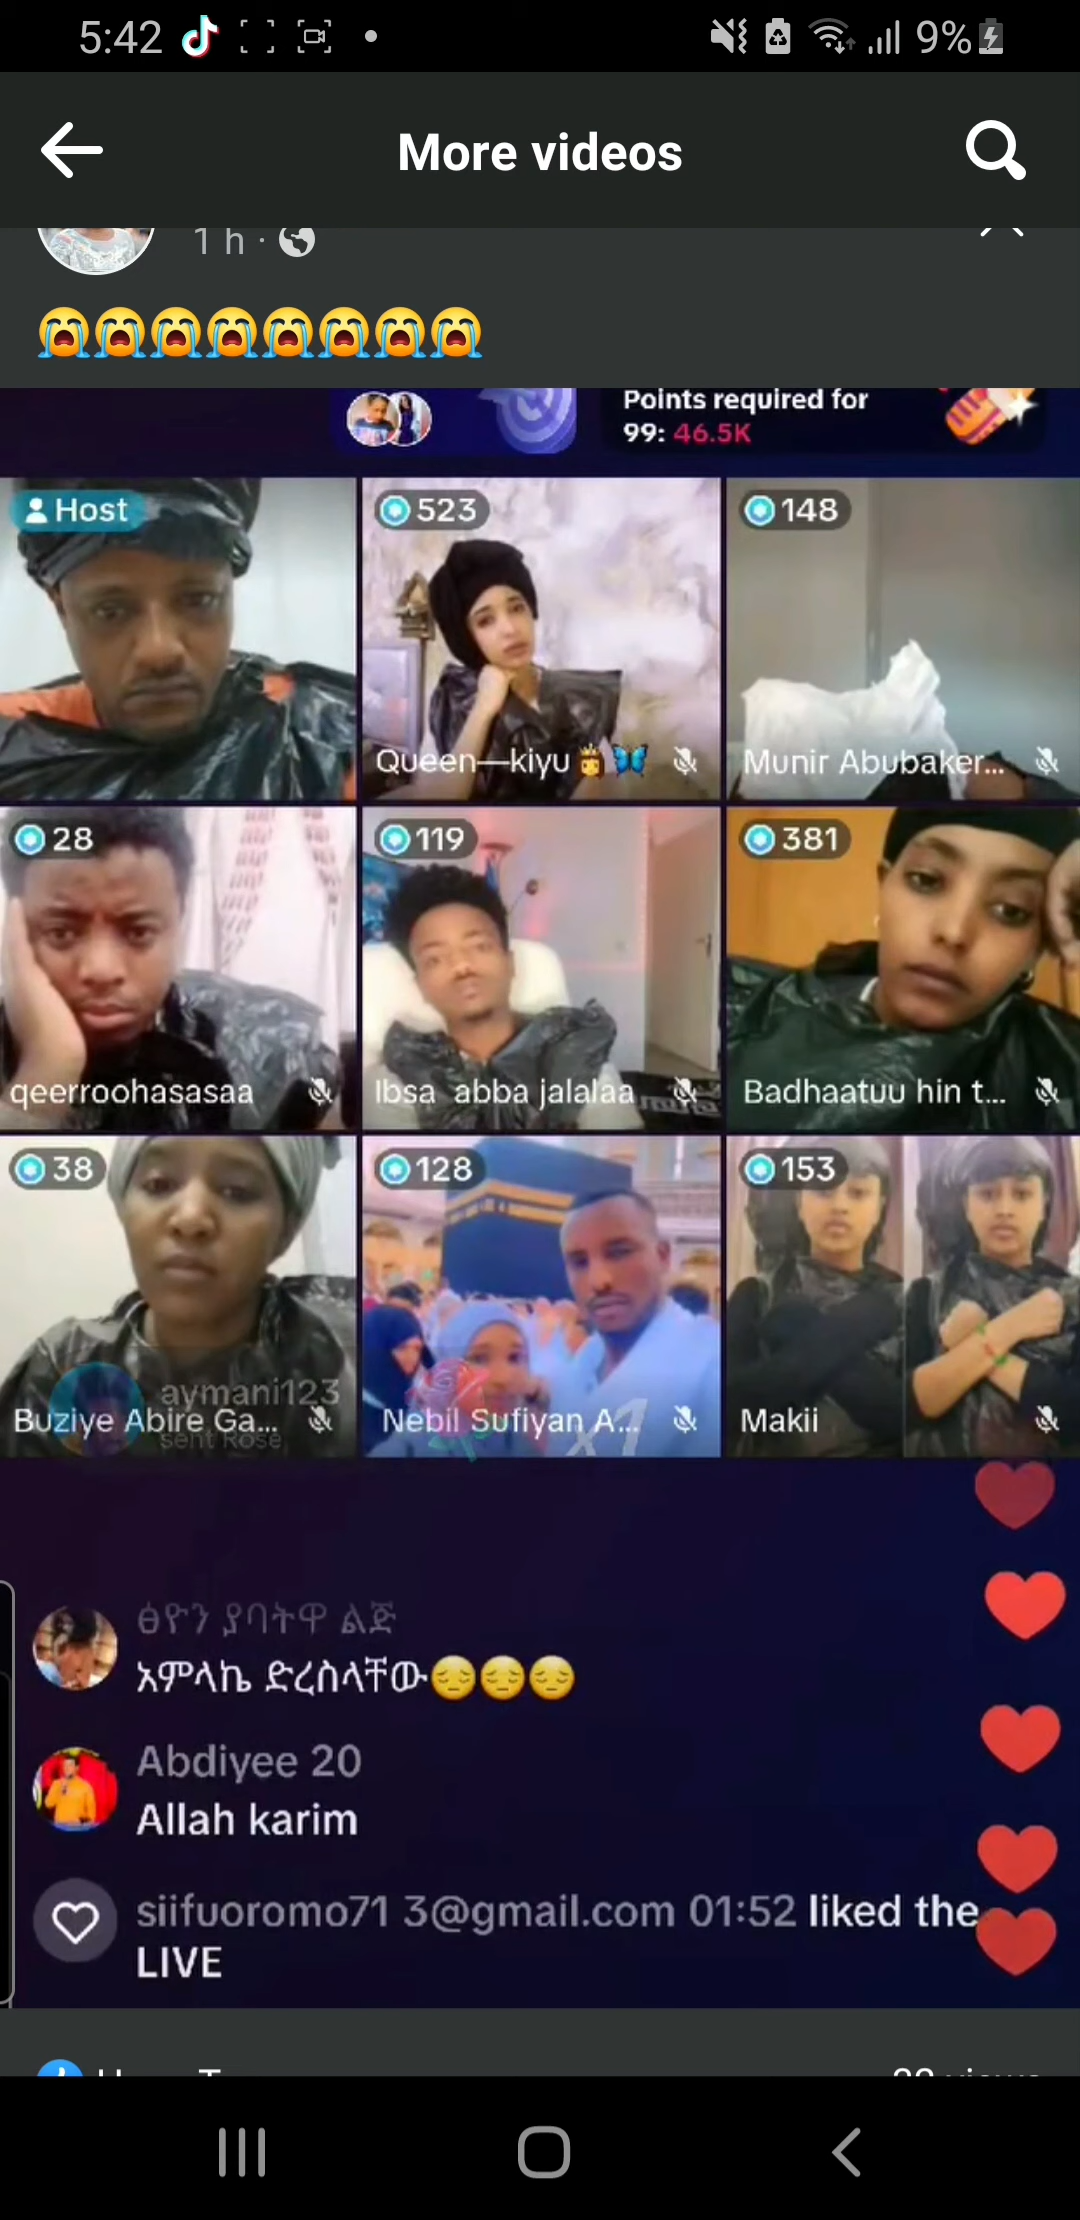 5:42
9%
More videos
1 h ·
😭😭😭😭😭😭😭😭
Points required for
99: 46.5K
Host
523
148
Queen—kiyu👸🦋
Munir Abubaker...
28
119
381
qeerroohasasaa
Ibsa abba jalalaa
Badhaatuu hin t...
38
128
153
aymani123
sent Rose
x1
Buziye Abire Ga...
Nebil Sufiyan A...
Makii
ፅዮን ያባትዋ ልጅ
አምላኬ ድረስላቸው😔😔😔
Abdiyee 20
Allah karim
siifuoromo71 3@gmail.com 01:52 liked the
LIVE